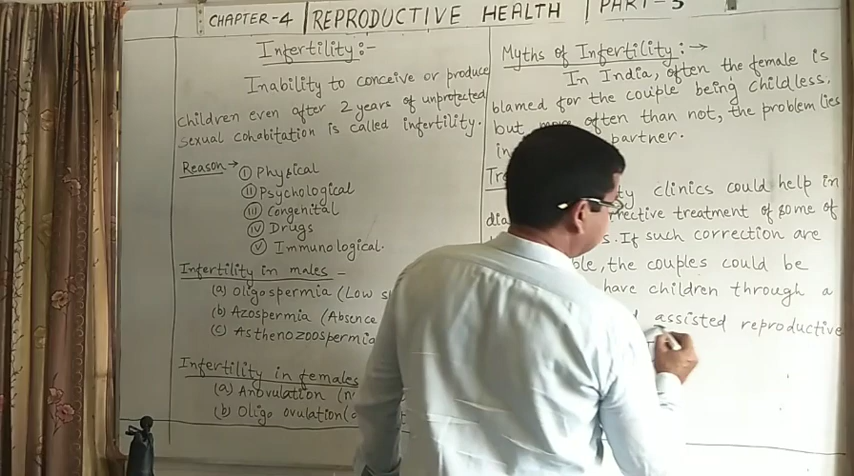 CHAPTER-4 REPRODUCTIVE HEALTH PART-3
Infertility:-
Inability to conceive or produce
children even after 2 years of unprotected
sexual cohabitation is called infertility.
Reason→ (I) Physical
(II) Psychological
(III) Congenital
(IV) Drugs
(V) Immunological.
Infertility in males -
(a) Oligospermia (Low
(b) Azospermia (Absence
(c) Asthenozoospermia
Infertility in females
(a) Anovulation
(b) Oligo ovulation
Myths of Infertility:→
In India, often the female is
blamed for the couple being childless,
but more often than not, the problem lies
in partner.
clinics could help in
treatment of some of
If such correction are
the couples could be
have children through a
assisted reproductive